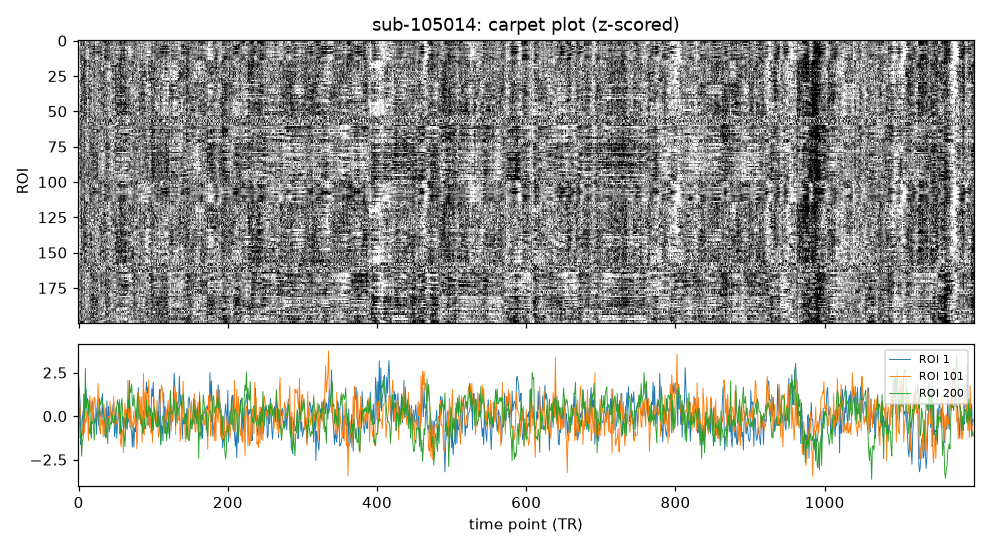 sub-105014: carpet plot (z-scored)
0
25
50
75
100
125
150
175
ROI
2.5
0.0
−2.5
ROI 1
ROI 101
ROI 200
0
200
400
600
800
1000
time point (TR)